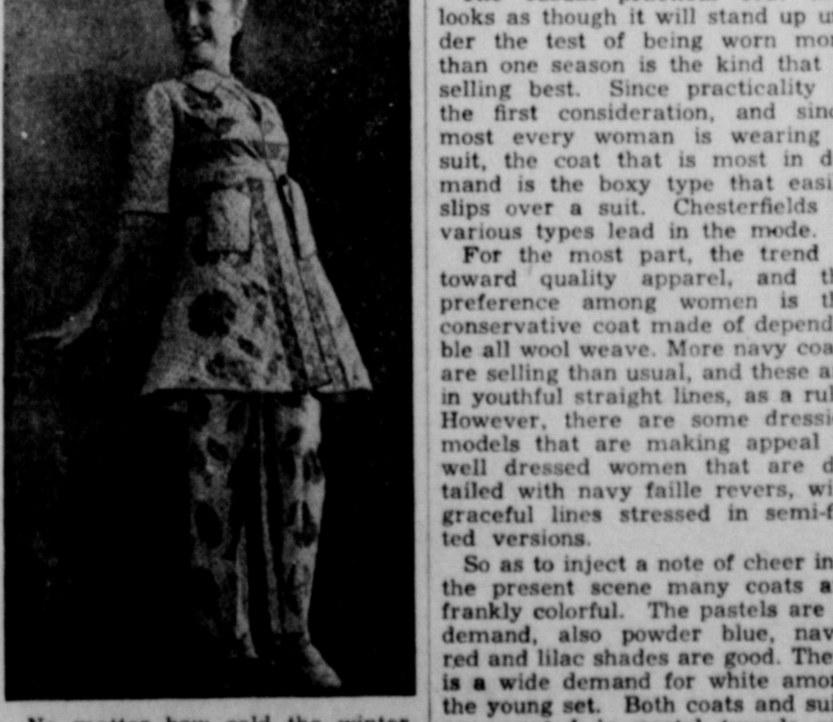 looks as though it will stand up u
der the test of being worn mor
than one season is the kind that
selling best. Since practicality
the first consideration, and sinc
most every woman is wearing
suit, the coat that is most in d
mand is the boxy type that easi
slips over a suit. Chesterfields
various types lead in the mode.
For the most part, the trend
toward quality apparel, and th
preference among women is th
conservative coat made of depend
ble all wool weave. More navy coa
are selling than usual, and these a
in youthful straight lines, as a rul
However, there are some dressi
models that are making appeal
well dressed women that are d
tailed with navy faille revers, wi
graceful lines stressed in semi-f
ted versions.
So as to inject a note of cheer in
the present scene many coats a
frankly colorful. The pastels are
demand, also powder blue, nav
red and lilac shades are good. The
is a wide demand for white amo
the young set. Both coats and su
No matter how cold the winter